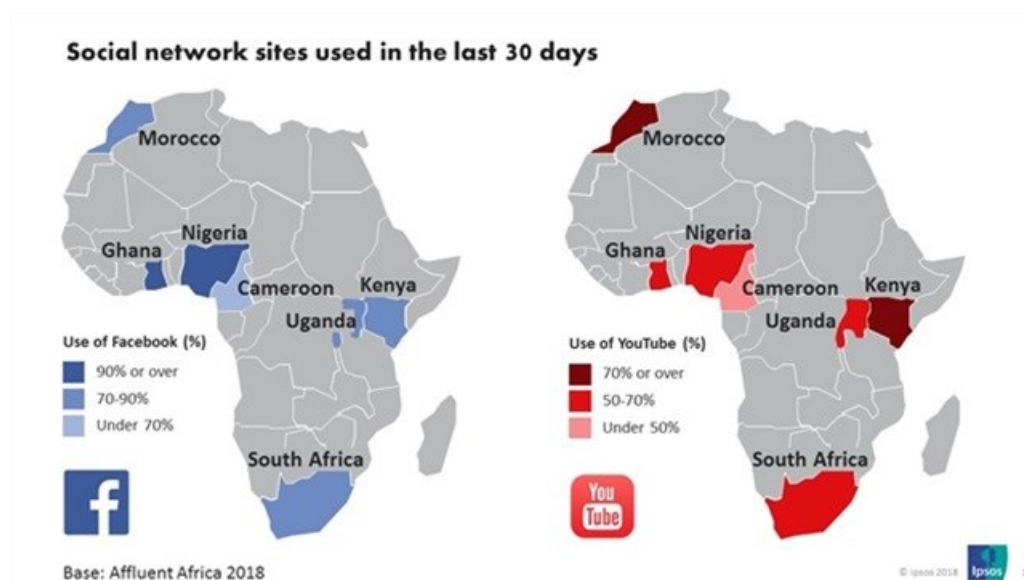 Social network sites used in the last 30 days
Morocco
Nigeria
Ghana
Cameroon
Kenya
Uganda
South Africa
Use of Facebook (%)
90% or over
70-90%
Under 70%
f
Base: Affluent Africa 2018
Morocco
Nigeria
Ghana
Cameroon
Kenya
Uganda
South Africa
Use of YouTube (%)
70% or over
50-70%
Under 50%
You
Tube
© Ipsos 2018
Ipsos